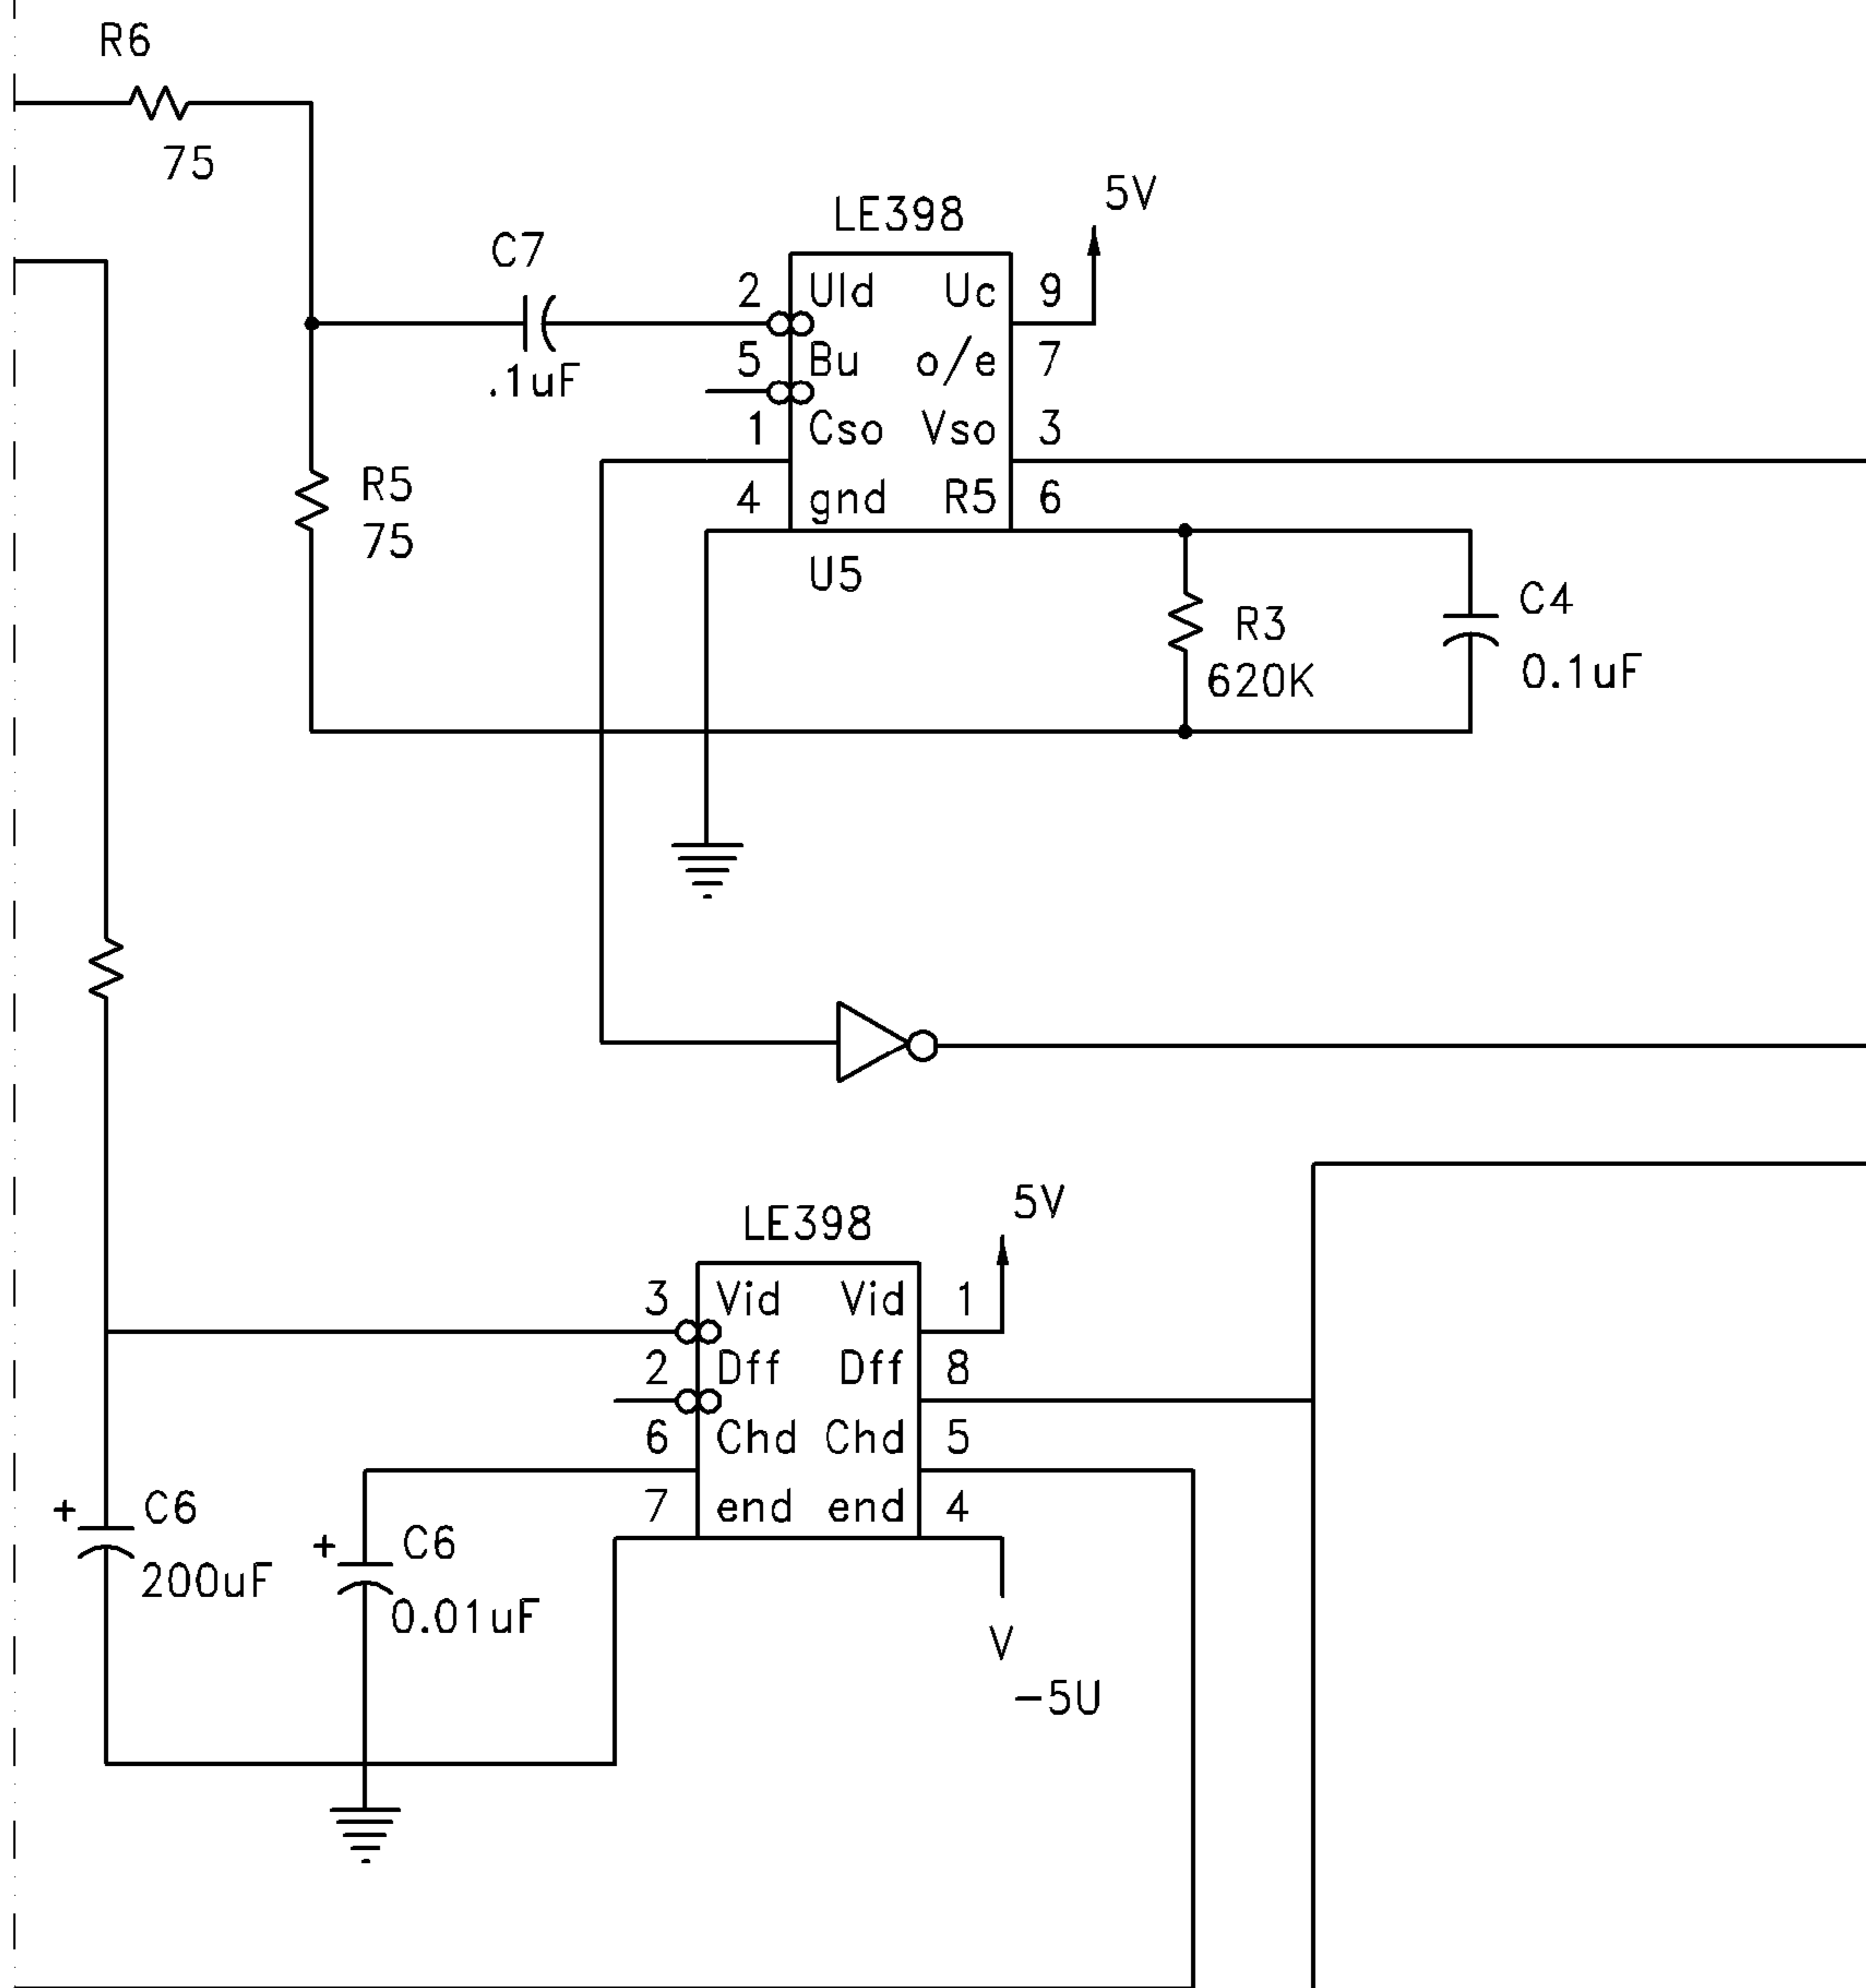 R6
75
C7
.1uF
R5
75
LE398
5V
2 Uld Uc 9
5 Bu o/e 7
1 Cso Vso 3
4 gnd R5 6
U5
R3
620K
C4
0.1uF
LE398
5V
3 Vid Vid 1
2 Dff Dff 8
6 Chd Chd 5
7 end end 4
+ C6
200uF
+ C6
0.01uF
V
-5U